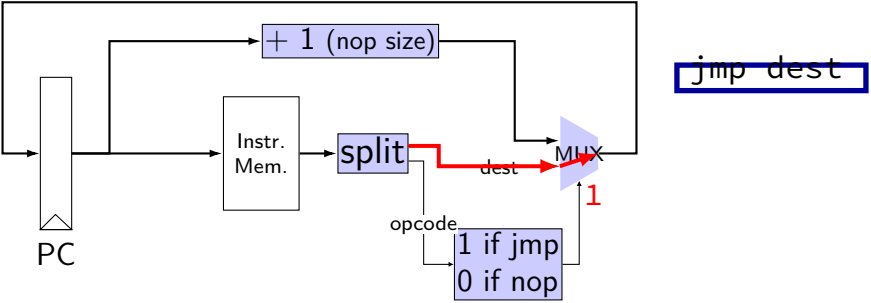 + 1 (nop size)
jmp dest
Instr.
Mem.
split
MUX
dest
1
opcode
1 if jmp
0 if nop
PC